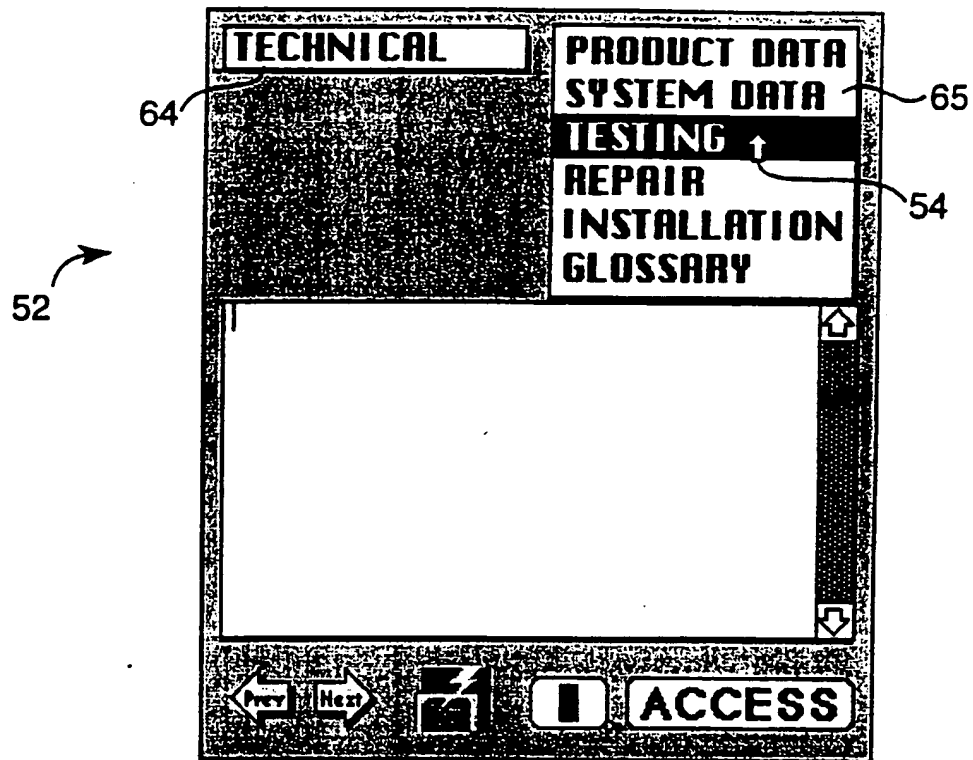 TECHNICAL
64
PRODUCT DATA
SYSTEM DATA
65
TESTING
54
REPAIR
INSTALLATION
GLOSSARY
52
Prev
Next
ACCESS